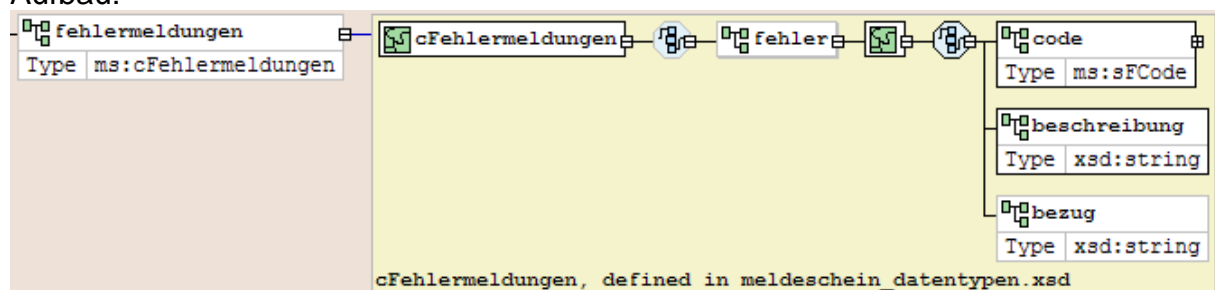 Aufbau:
fehlermeldungen
Type ms:cFehlermeldungen
cFehlermeldungen
fehler
code
Type ms:sFCode
beschreibung
Type xsd:string
bezug
Type xsd:string
cFehlermeldungen, defined in meldeschein_datentypen.xsd